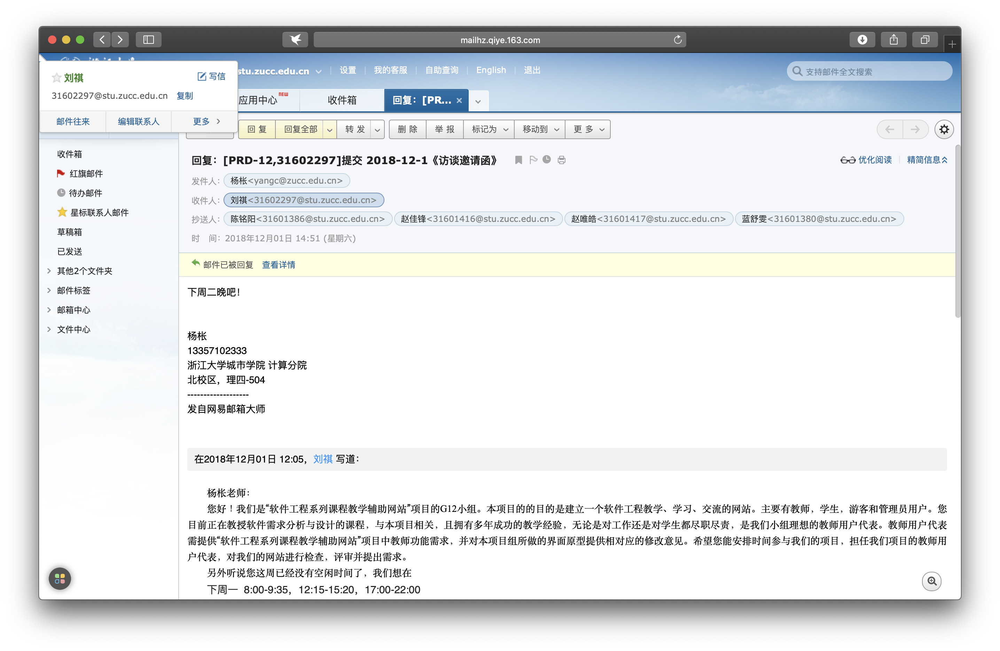 mailhz.qiye.163.com
刘祺
写信
31602297@stu.zucc.edu.cn 复制
邮件往来 编辑联系人 更多
stu.zucc.edu.cn 设置 我的客服 自助查询 English 退出
支持邮件全文搜索
应用中心 NEW 收件箱 回复：[PR...
回复 回复全部 转发 删除 举报 标记为 移动到 更多
收件箱
红旗邮件
待办邮件
星标联系人邮件
草稿箱
已发送
其他2个文件夹
邮件标签
邮箱中心
文件中心
回复：[PRD-12,31602297]提交 2018-12-1《访谈邀请函》
优化阅读 精简信息
发件人：杨枨<yangc@zucc.edu.cn>
收件人：刘祺<31602297@stu.zucc.edu.cn>
抄送人：陈铭阳<31601386@stu.zucc.edu.cn> 赵佳锋<31601416@stu.zucc.edu.cn> 赵唯皓<31601417@stu.zucc.edu.cn> 蓝舒雯<31601380@stu.zucc.edu.cn>
时 间：2018年12月01日 14:51 (星期六)
邮件已被回复 查看详情
下周二晚吧！
杨枨
13357102333
浙江大学城市学院 计算分院
北校区，理四-504
-------------------
发自网易邮箱大师
在2018年12月01日 12:05，刘祺 写道：
杨枨老师：
您好！我们是“软件工程系列课程教学辅助网站”项目的G12小组。本项目的的目的是建立一个软件工程教学、学习、交流的网站。主要有教师，学生，游客和管理员用户。您
目前正在教授软件需求分析与设计的课程，与本项目相关，且拥有多年成功的教学经验，无论是对工作还是对学生都尽职尽责，是我们小组理想的教师用户代表。教师用户代表
需提供“软件工程系列课程教学辅助网站”项目中教师功能需求，并对本项目组所做的界面原型提供相对应的修改意见。希望您能安排时间参与我们的项目，担任我们项目的教师用
户代表，对我们的网站进行检查，评审并提出需求。
另外听说您这周已经没有空闲时间了，我们想在
下周一 8:00-9:35，12:15-15:20，17:00-22:00